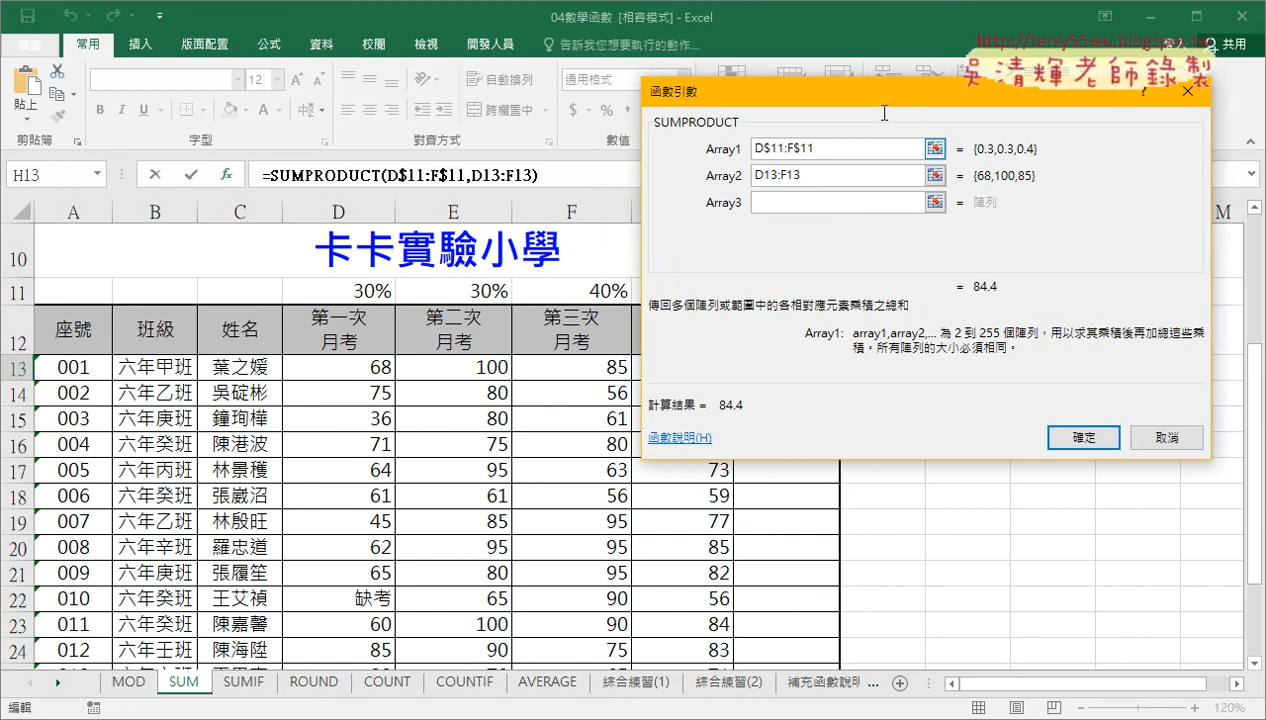 04數學函數 [相容模式] - Excel
http://terry55wu.blogspot.tw
吳清輝老師錄製
常用 插入 版面配置 公式 資料 校閱 檢視 開發人員 告訴我您想要執行的動作... 登入 共用
貼上 12 B I U 中 A 自動換列 跨欄置中 通用格式 $ %
剪貼簿 字型 對齊方式 數值
H13 =SUMPRODUCT(D$11:F$11,D13:F13)
函數引數 ?
SUMPRODUCT
Array1 D$11:F$11 = {0.3,0.3,0.4}
Array2 D13:F13 = {68,100,85}
Array3 = 陣列
= 84.4
傳回多個陣列或範圍中的各相對應元素乘積之總和
Array1: array1,array2,... 為 2 到 255 個陣列，用以求其乘積後再加總這些乘
積。所有陣列的大小必須相同。
計算結果 = 84.4
函數說明(H) 確定 取消
A B C D E F M
10 卡卡實驗小學
11 30% 30% 40%
12 座號 班級 姓名 第一次月考 第二次月考 第三次月考
13 001 六年甲班 葉之媛 68 100 85
14 002 六年乙班 吳碇彬 75 80 56
15 003 六年庚班 鐘珣樺 36 80 61
16 004 六年癸班 陳港波 71 75 80
17 005 六年丙班 林景穫 64 95 63 73
18 006 六年癸班 張崴沼 61 61 56 59
19 007 六年乙班 林殷旺 45 85 95 77
20 008 六年辛班 羅忠道 62 95 95 85
21 009 六年庚班 張履笙 65 80 95 82
22 010 六年癸班 王艾禎 缺考 65 90 56
23 011 六年癸班 陳嘉馨 60 100 90 84
24 012 六年壬班 陳海陞 85 90 75 83
MOD SUM SUMIF ROUND COUNT COUNTIF AVERAGE 綜合練習(1) 綜合練習(2) 補充函數說明 ...
編輯 120%